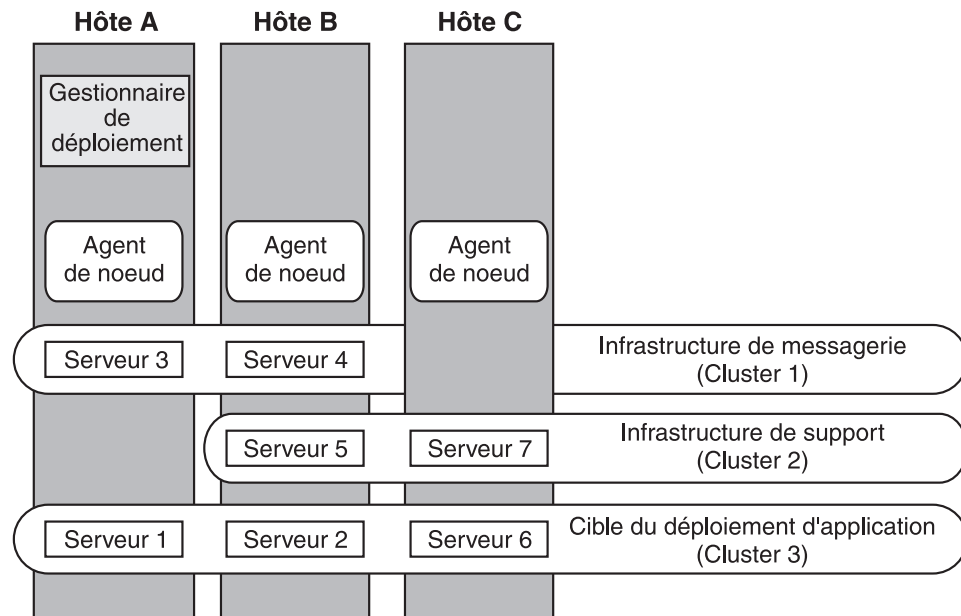 Hôte A
Hôte B
Hôte C
Gestionnaire
de
déploiement
Agent
de noeud
Agent
de noeud
Agent
de noeud
Serveur 3
Serveur 4
Infrastructure de messagerie
(Cluster 1)
Serveur 5
Serveur 7
Infrastructure de support
(Cluster 2)
Serveur 1
Serveur 2
Serveur 6
Cible du déploiement d'application
(Cluster 3)